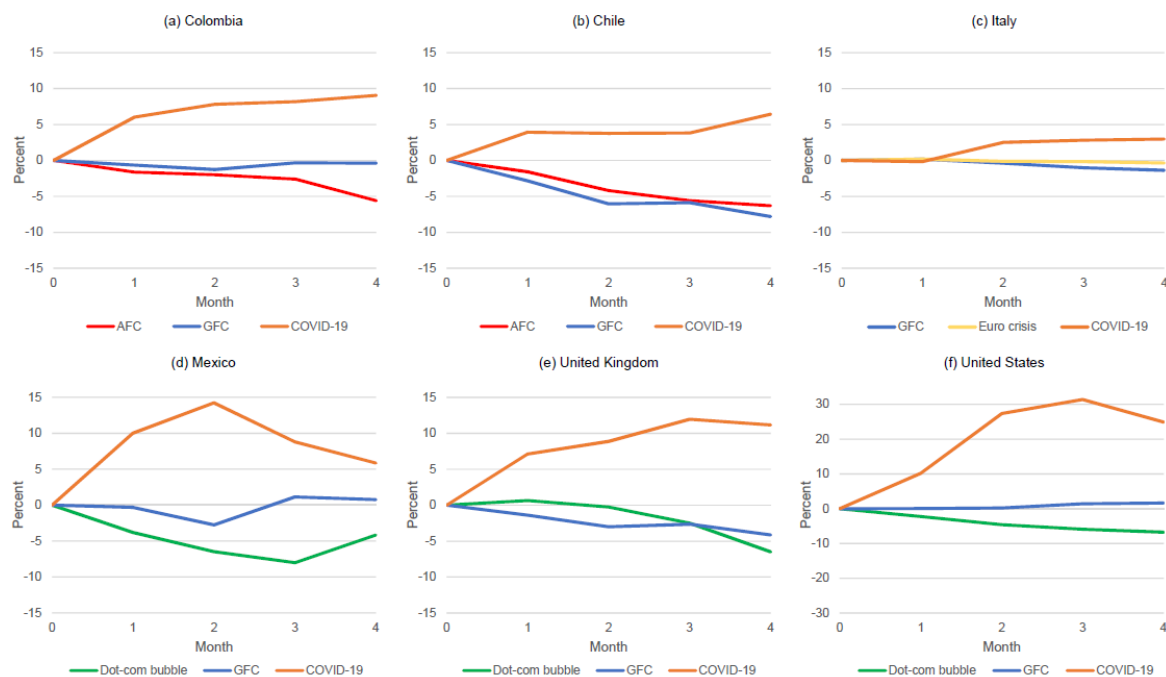 (a) Colombia
15
10
5
0
-5
-10
-15
Percent
0 1 2 3 4
Month
AFC GFC COVID-19
(b) Chile
15
10
5
0
-5
-10
-15
Percent
0 1 2 3 4
Month
AFC GFC COVID-19
(c) Italy
15
10
5
0
-5
-10
-15
Percent
0 1 2 3 4
Month
GFC Euro crisis COVID-19
(d) Mexico
15
10
5
0
-5
-10
-15
Percent
0 1 2 3 4
Month
Dot-com bubble GFC COVID-19
(e) United Kingdom
15
10
5
0
-5
-10
-15
Percent
0 1 2 3 4
Month
Dot-com bubble GFC COVID-19
(f) United States
30
20
10
0
-10
-20
-30
Percent
0 1 2 3 4
Month
Dot-com bubble GFC COVID-19